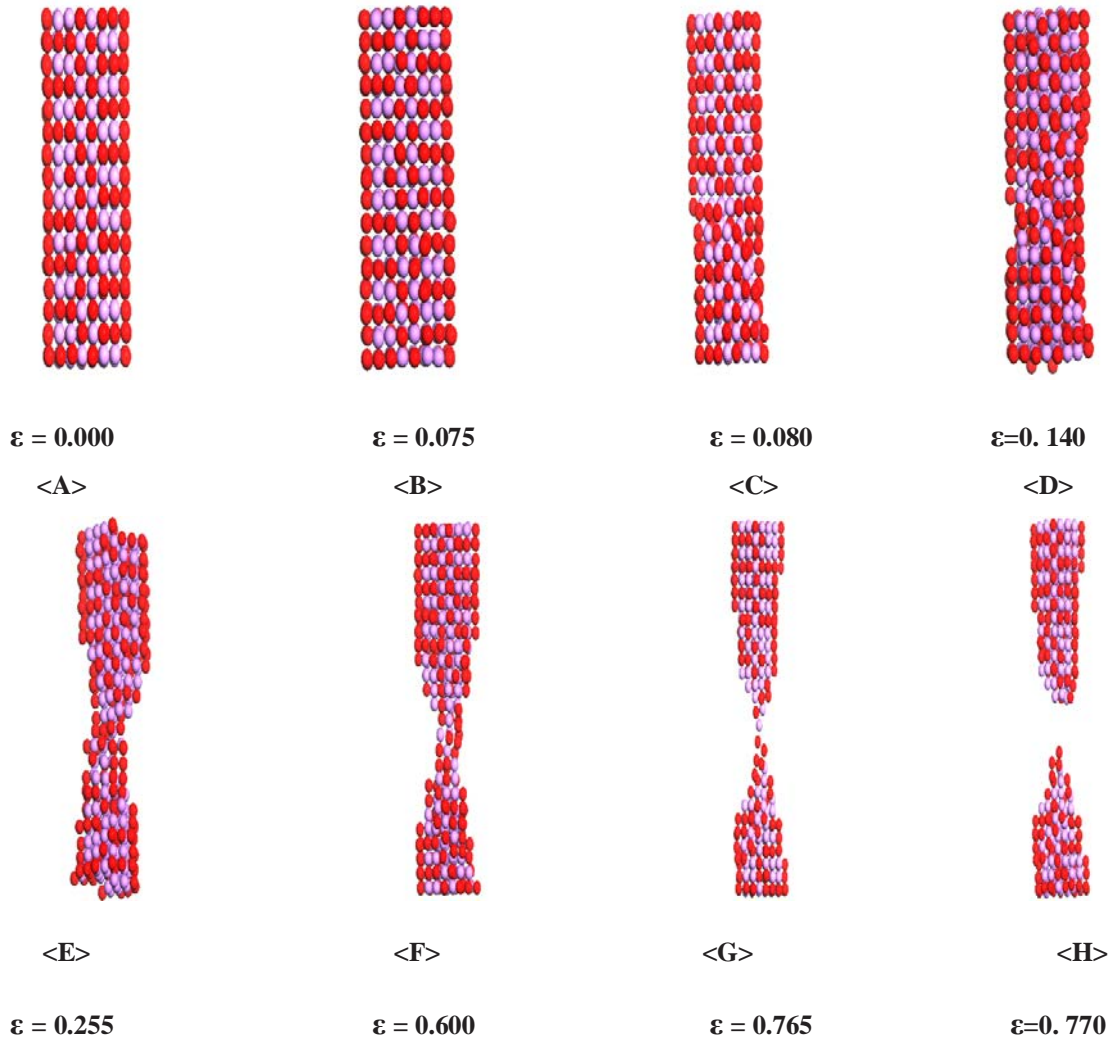 ε = 0.000 ε = 0.075 ε = 0.080 ε=0. 140
<A> <B> <C> <D>
<E> <F> <G> <H>
ε = 0.255 ε = 0.600 ε = 0.765 ε=0. 770